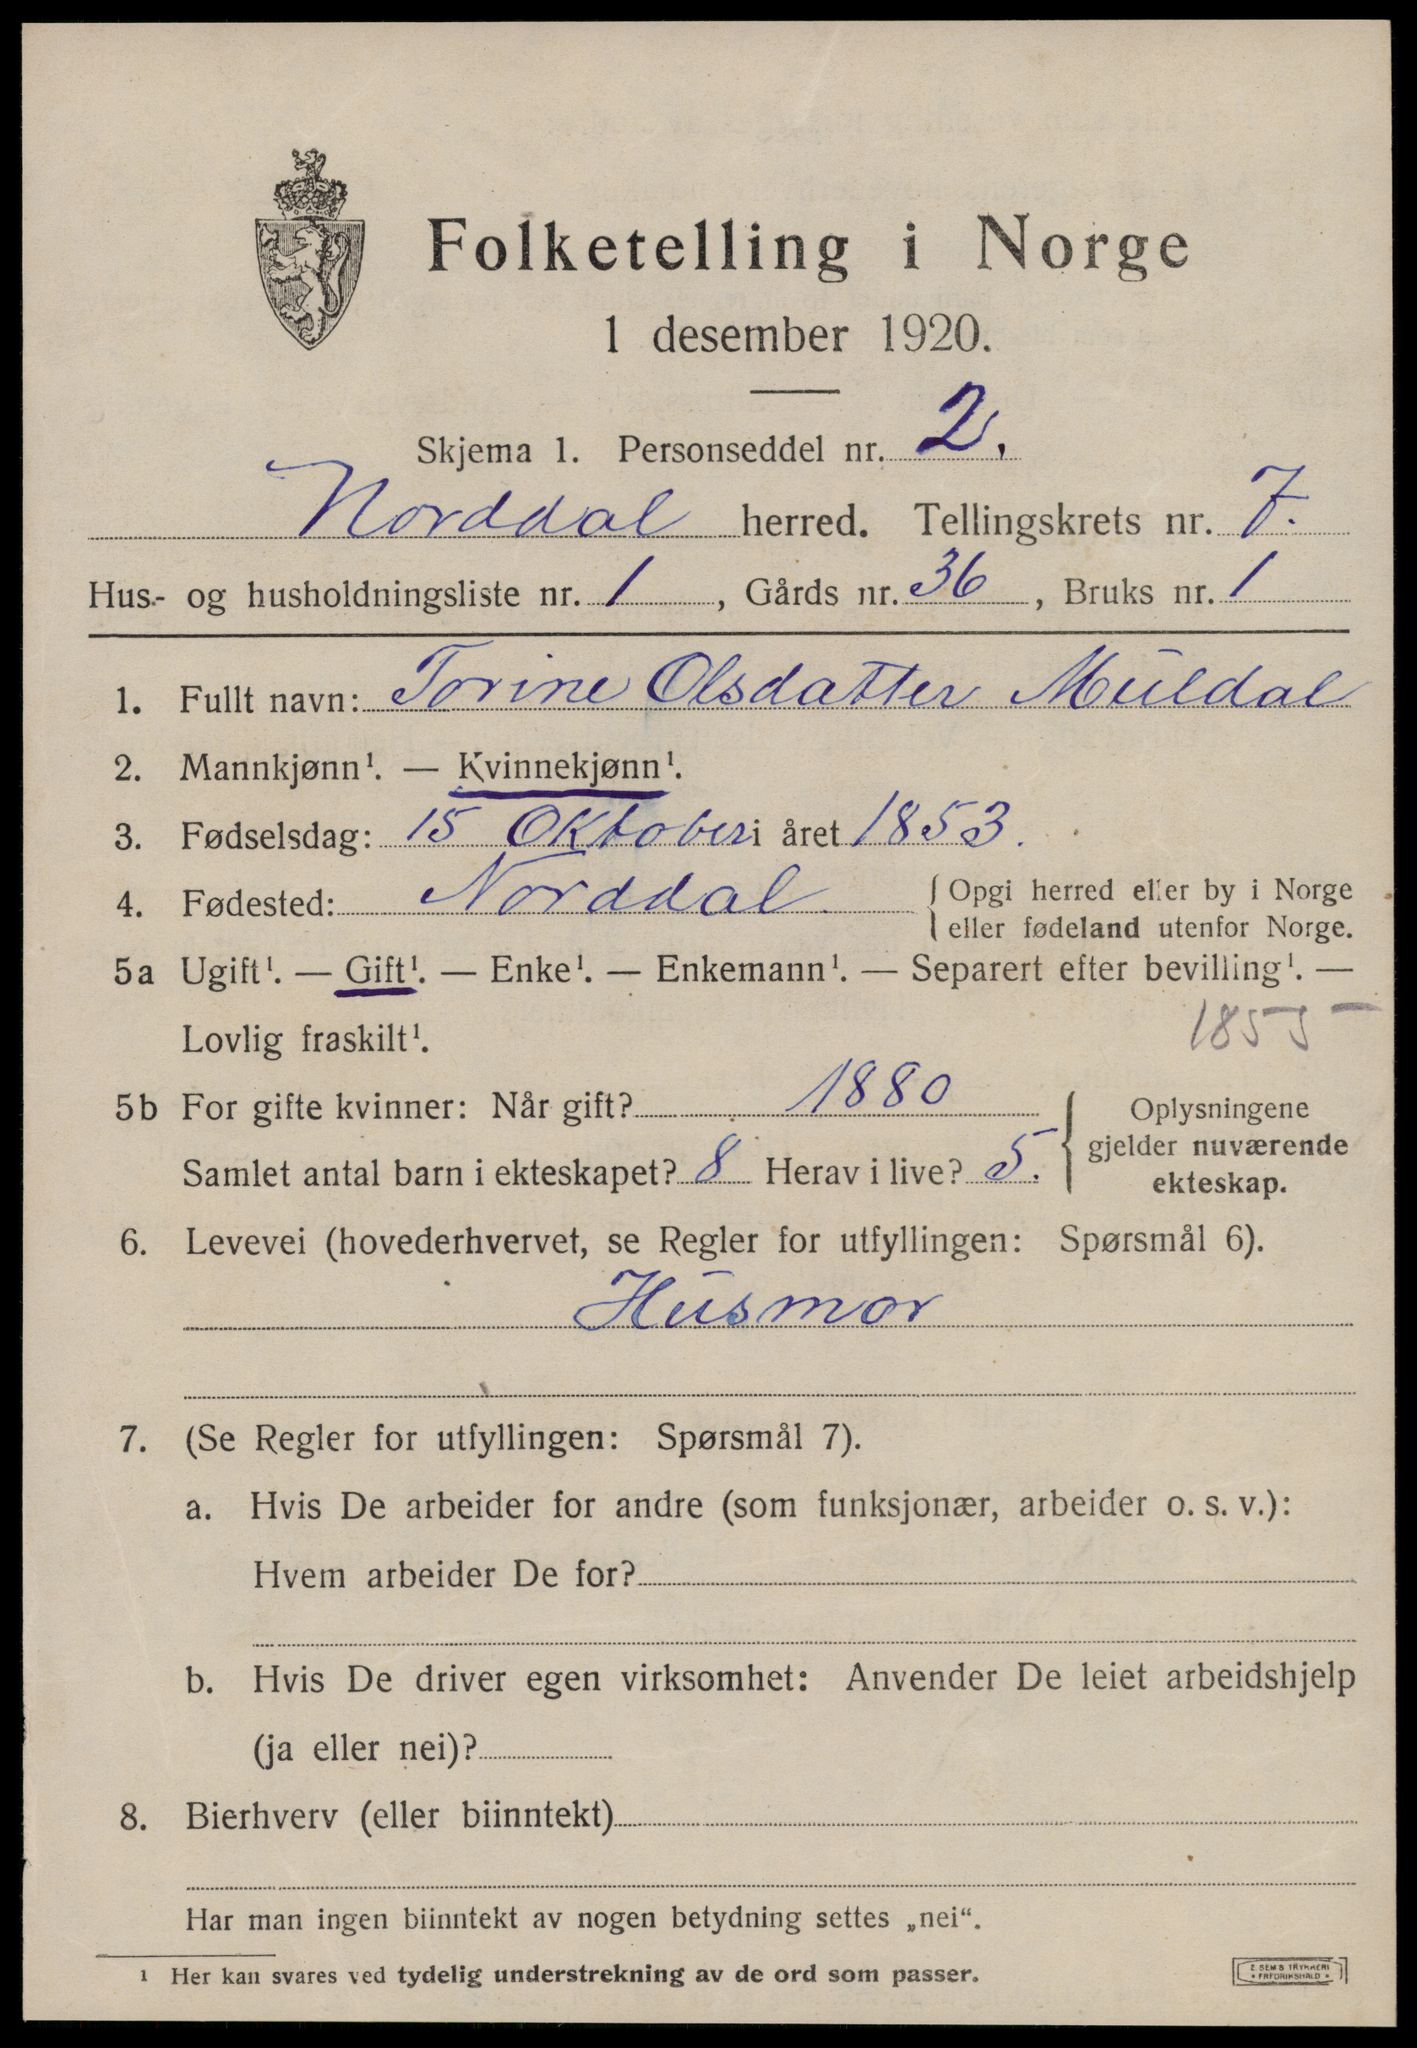 Folketelling i Norge
1 desember 1920.
Skjema 1. Personseddel nr. 2.
Norddal herred. Tellingskrets nr. 7.
Hus- og husholdningsliste nr. 1, Gårds nr. 36, Bruks nr. 1
1. Fullt navn: Torine Olsdatter Muldal
2. Mannkjønn¹. — Kvinnekjønn¹.
3. Fødselsdag: 15 Oktober i året 1853.
4. Fødested: Norddal. { Opgi herred eller by i Norge
eller fødeland utenfor Norge.
5a Ugift¹. — Gift¹. — Enke¹. — Enkemann¹. — Separert efter bevilling¹. —
Lovlig fraskilt¹. 1855
5b For gifte kvinner: Når gift? 1880
Samlet antal barn i ekteskapet? 8 Herav i live? 5.
Oplysningene
gjelder nuværende
ekteskap.
6. Levevei (hovederhvervet, se Regler for utfyllingen: Spørsmål 6).
Husmor
7. (Se Regler for utfyllingen: Spørsmål 7).
a. Hvis De arbeider for andre (som funksjonær, arbeider o. s. v.):
Hvem arbeider De for?
b. Hvis De driver egen virksomhet: Anvender De leiet arbeidshjelp
(ja eller nei)?
8. Bierhverv (eller biinntekt)
Har man ingen biinntekt av nogen betydning settes „nei“.
¹ Her kan svares ved tydelig understrekning av de ord som passer.
E SEMS TRYKKERI
FREDRIKSHALD